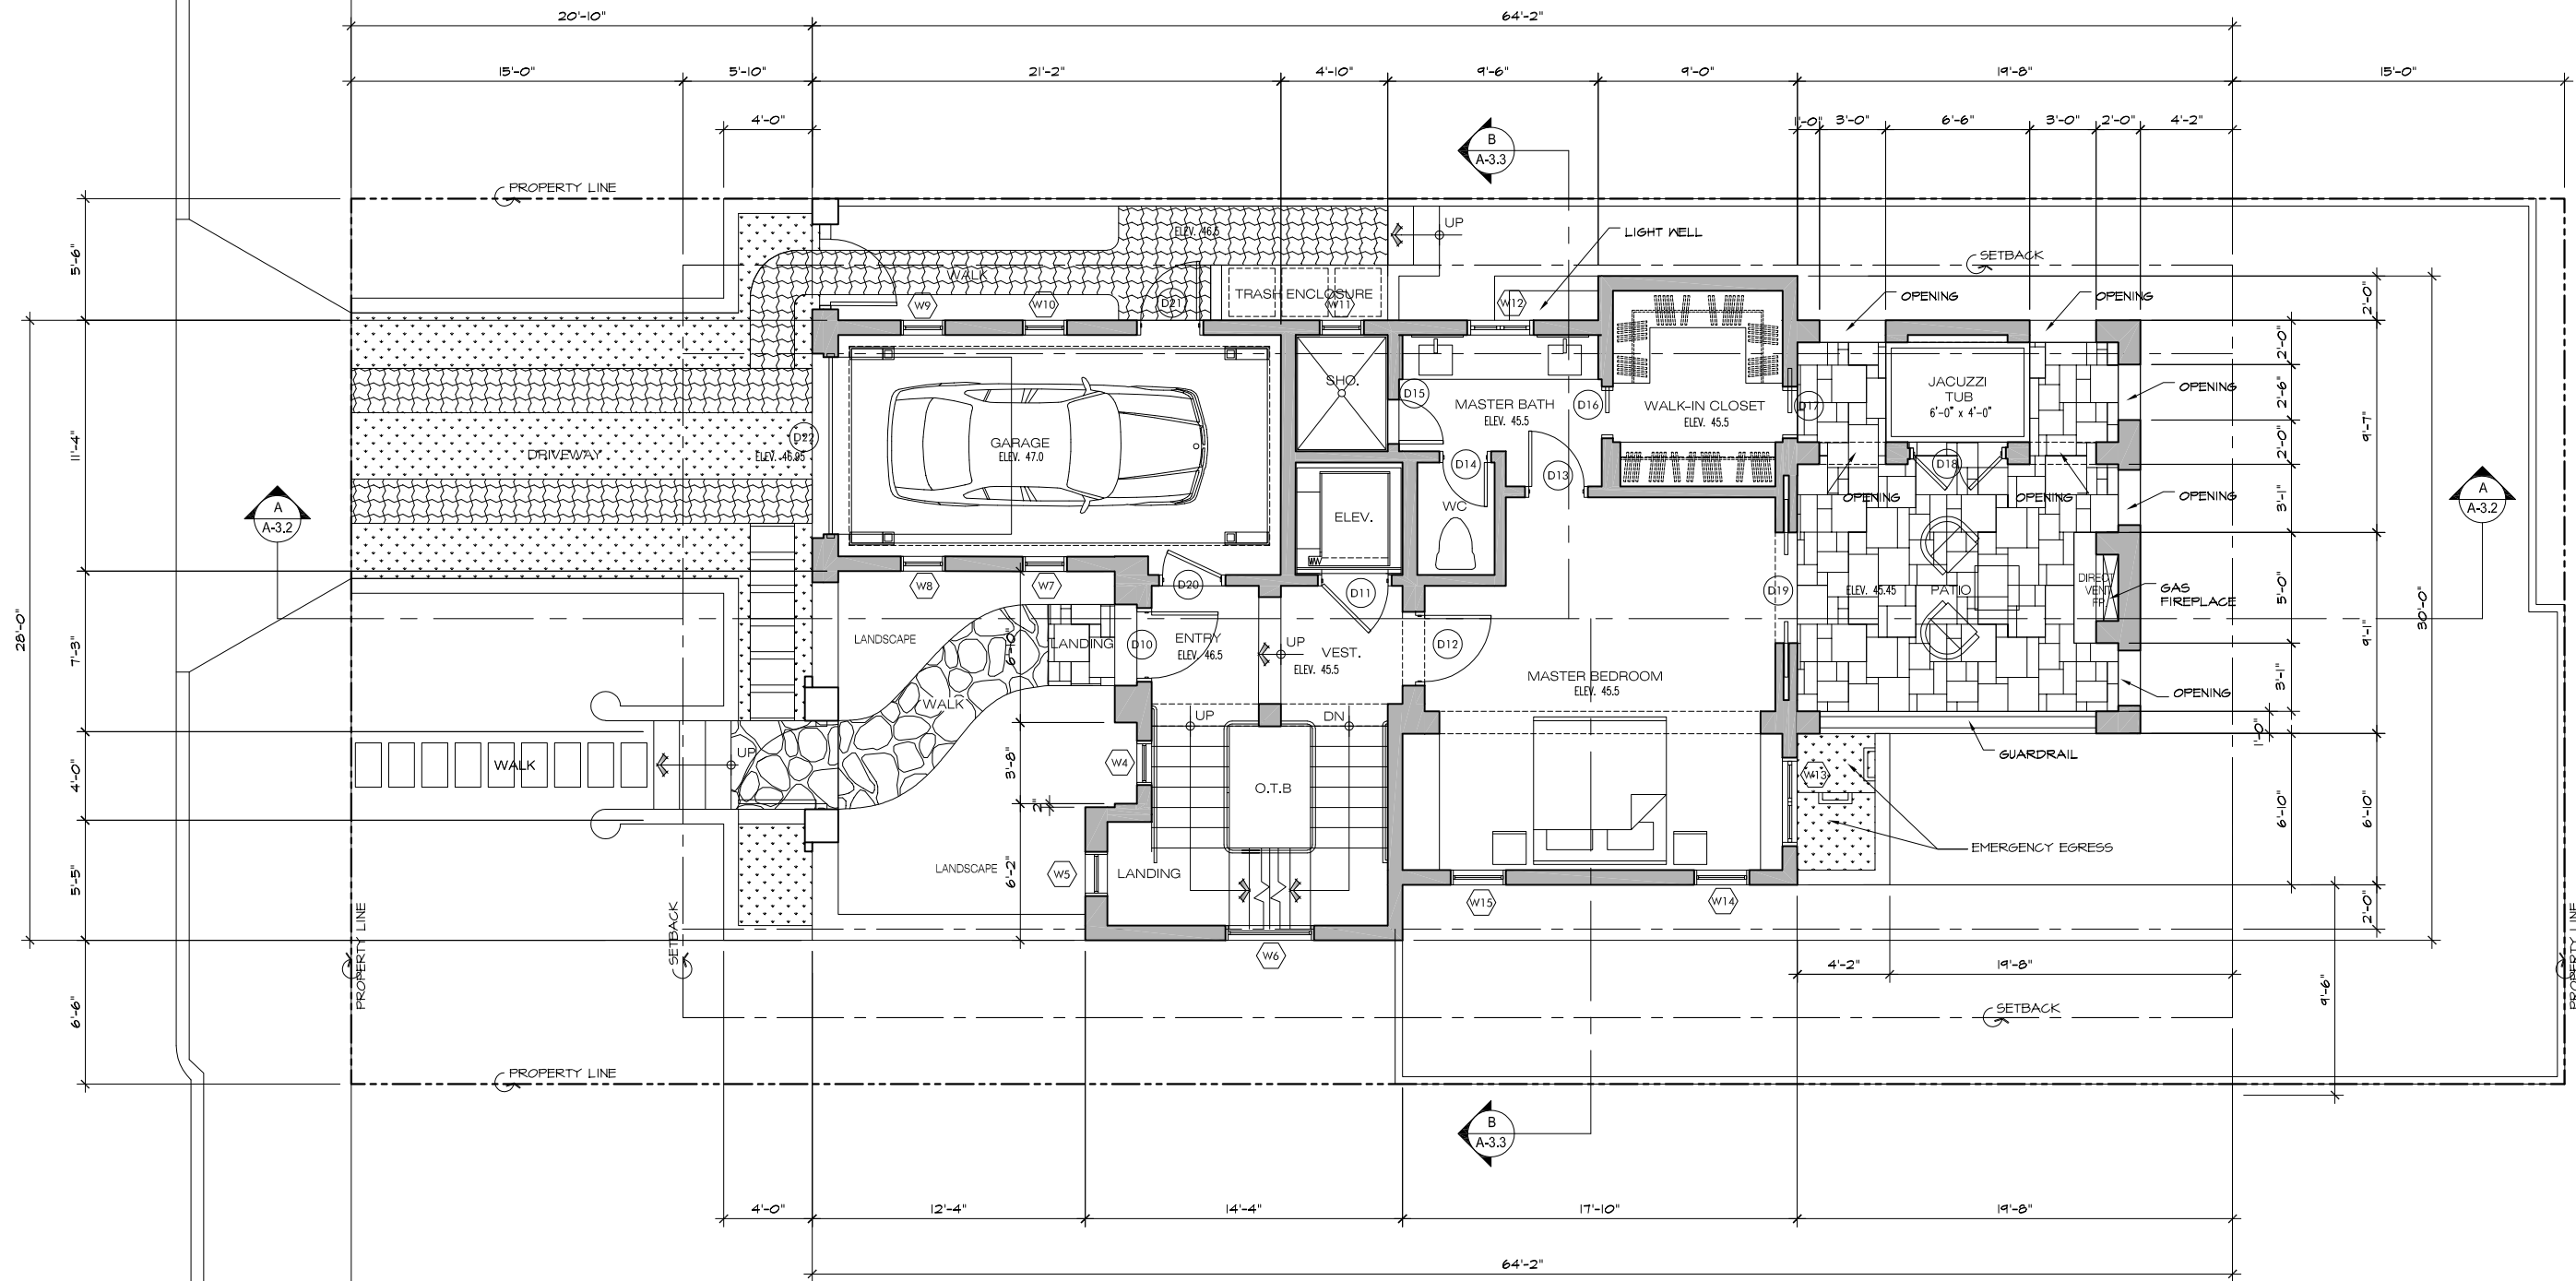 20'-10"
64'-2"
15'-0"
5'-10"
21'-2"
4'-10"
9'-6"
9'-0"
19'-8"
15'-0"
4'-0"
1'-0"
3'-0"
6'-6"
3'-0"
2'-0"
4'-2"
B
A-3.3
PROPERTY LINE
UP
LIGHT WELL
ELEV. 46.5
SETBACK
5'-6"
WALK
TRASH ENCLOSURE
OPENING
OPENING
2'-0"
W9
W10
D21
W11
W12
2'-0"
SHO.
JACUZZI
TUB
6'-0" x 4'-0"
OPENING
2'-6"
D15
MASTER BATH
ELEV. 45.5
D16
WALK-IN CLOSET
ELEV. 45.5
D17
9'-7"
11'-4"
D22
GARAGE
ELEV. 47.0
2'-0"
DRIVEWAY
ELEV. 46.95
D14
D13
D18
OPENING
OPENING
OPENING
3'-1"
A
A-3.2
ELEV.
WC
A
A-3.2
W8
W7
D20
D11
D19
ELEV. 45.45
PATIO
DIRECT
VENT
FP
GAS
FIREPLACE
5'-0"
30'-0"
28'-0"
7'-3"
LANDSCAPE
6'-0"
LANDING
D10
ENTRY
ELEV. 46.5
UP
VEST.
ELEV. 45.5
D12
9'-1"
MASTER BEDROOM
ELEV. 45.5
3'-1"
OPENING
WALK
UP
DN
1'-0"
GUARDRAIL
UP
WALK
4'-0"
3'-8"
W4
O.T.B
W13
2"
6'-10"
6'-10"
EMERGENCY EGRESS
5'-5"
LANDSCAPE
6'-2"
W5
LANDING
W15
W14
2'-0"
PROPERTY LINE
SETBACK
W6
4'-2"
19'-8"
9'-6"
PROPERTY LINE
6'-6"
SETBACK
PROPERTY LINE
B
A-3.3
4'-0"
12'-4"
14'-4"
17'-10"
19'-8"
64'-2"